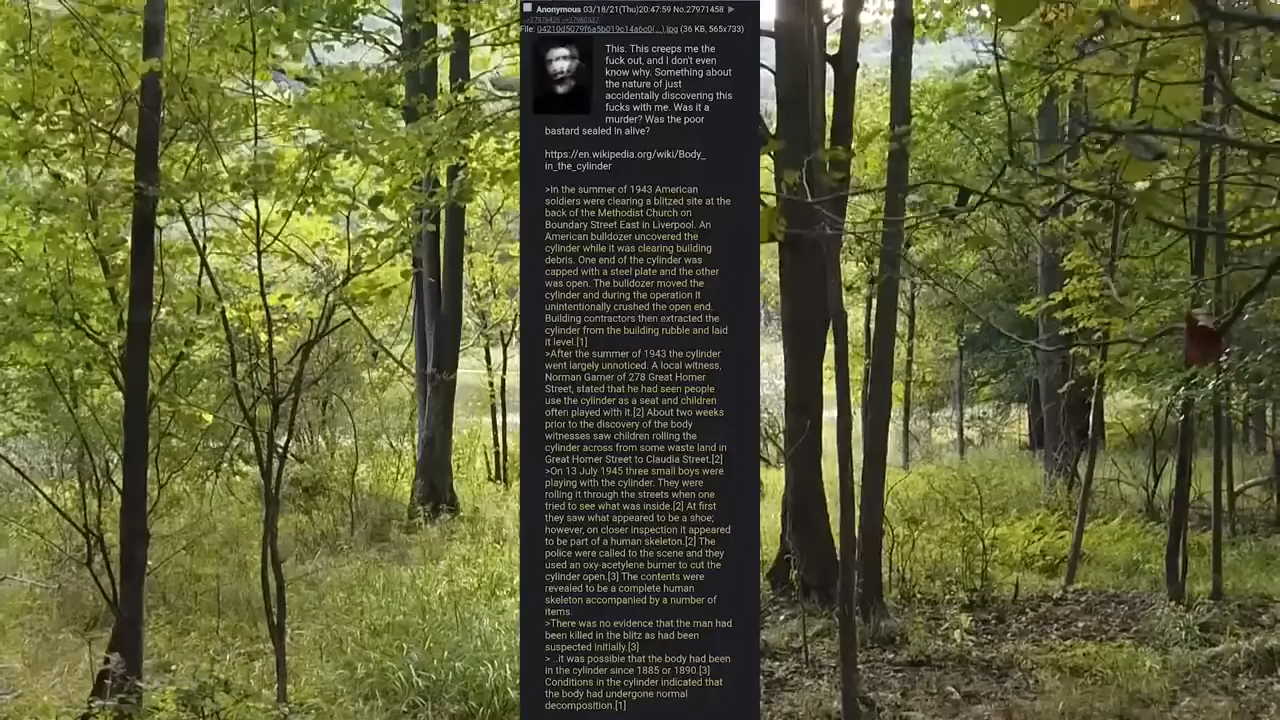 Anonymous 03/18/21(Thu)20:47:59 No.27971458 ▶
File: 04210d5079f6a5b019c14a6c0(...).jpg (36 KB, 565x733)
This. This creeps me the
fuck out, and I don't even
know why. Something about
the nature of just
accidentally discovering this
fucks with me. Was it a
murder? Was the poor
bastard sealed in alive?
https://en.wikipedia.org/wiki/Body_
in_the_cylinder
>In the summer of 1943 American
soldiers were clearing a blitzed site at the
back of the Methodist Church on
Boundary Street East in Liverpool. An
American bulldozer uncovered the
cylinder while it was clearing building
debris. One end of the cylinder was
capped with a steel plate and the other
was open. The bulldozer moved the
cylinder and during the operation it
unintentionally crushed the open end.
Building contractors then extracted the
cylinder from the building rubble and laid
it level.[1]
>After the summer of 1943 the cylinder
went largely unnoticed. A local witness,
Norman Garner of 278 Great Homer
Street, stated that he had seen people
use the cylinder as a seat and children
often played with it.[2] About two weeks
prior to the discovery of the body
witnesses saw children rolling the
cylinder across from some waste land in
Great Homer Street to Claudia Street.[2]
>On 13 July 1945 three small boys were
playing with the cylinder. They were
rolling it through the streets when one
tried to see what was inside.[2] At first
they saw what appeared to be a shoe;
however, on closer inspection it appeared
to be part of a human skeleton.[2] The
police were called to the scene and they
used an oxy-acetylene burner to cut the
cylinder open.[3] The contents were
revealed to be a complete human
skeleton accompanied by a number of
items.
>There was no evidence that the man had
been killed in the blitz as had been
suspected initially.[3]
> ..it was possible that the body had been
in the cylinder since 1885 or 1890.[3]
Conditions in the cylinder indicated that
the body had undergone normal
decomposition.[1]